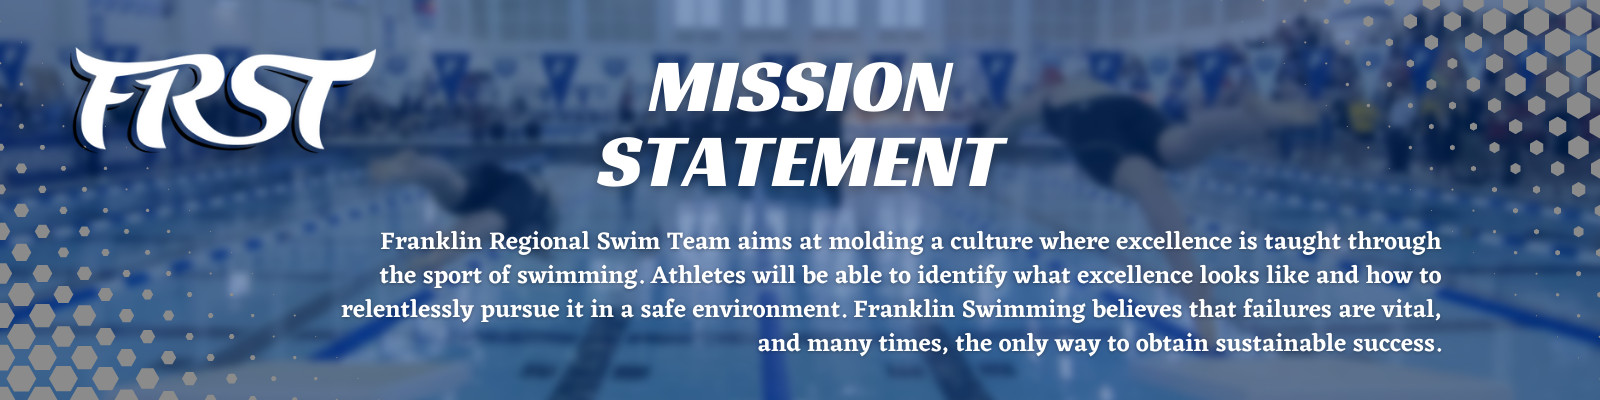 FRST
MISSION
STATEMENT
Franklin Regional Swim Team aims at molding a culture where excellence is taught through
the sport of swimming. Athletes will be able to identify what excellence looks like and how to
relentlessly pursue it in a safe environment. Franklin Swimming believes that failures are vital,
and many times, the only way to obtain sustainable success.